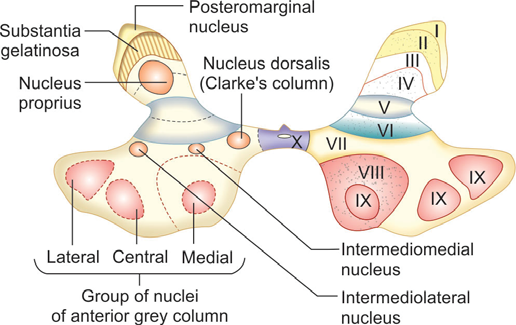 Posteromarginal
nucleus
Substantia
gelatinosa
Nucleus
proprius
Nucleus dorsalis
(Clarke's column)
I
II
III
IV
V
VI
VII
X
VIII
IX
IX
IX
Lateral
Central
Medial
Group of nuclei
of anterior grey column
Intermediomedial
nucleus
Intermediolateral
nucleus